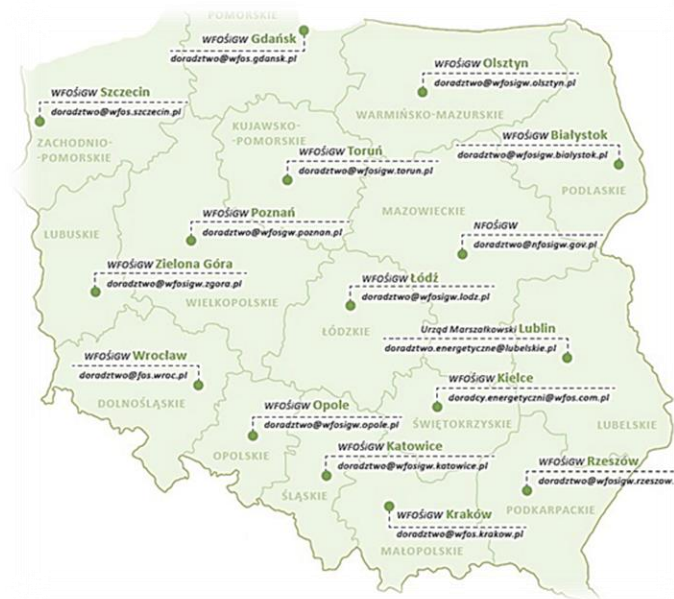 POMORSKIE
WFOŚiGW Gdańsk
doradztwo@wfos.gdansk.pl
WFOŚiGW Olsztyn
doradztwo@wfosigw.olsztyn.pl
WFOŚiGW Szczecin
doradztwo@wfos.szczecin.pl
WARMIŃSKO-MAZURSKIE
KUJAWSKO-
-POMORSKIE
ZACHODNIO-
-POMORSKIE
WFOŚiGW Białystok
doradztwo@wfosigw.bialystok.pl
WFOŚiGW Toruń
doradztwo@wfosigw.torun.pl
PODLASKIE
WFOŚiGW Poznań
doradztwo@wfosigw.poznan.pl
MAZOWIECKIE
LUBUSKIE
NFOŚiGW
doradztwo@nfosigw.gov.pl
WFOŚiGW Zielona Góra
doradztwo@wfosigw.zgora.pl
WIELKOPOLSKIE
WFOŚiGW Łódź
doradztwo@wfosigw.lodz.pl
ŁÓDZKIE
Urząd Marszałkowski Lublin
doradztwo.energetyczne@lubelskie.pl
WFOŚiGW Wrocław
doradztwo@fos.wroc.pl
DOLNOŚLĄSKIE
WFOŚiGW Kielce
doradcy.energetyczni@wfos.com.pl
ŚWIĘTOKRZYSKIE
LUBELSKIE
WFOŚiGW Opole
doradztwo@wfosigw.opole.pl
OPOLSKIE
WFOŚiGW Katowice
doradztwo@wfosigw.katowice.pl
ŚLĄSKIE
WFOŚiGW Rzeszów
doradztwo@wfosigw.rzeszow.
PODKARPACKIE
WFOŚiGW Kraków
doradztwo@wfos.krakow.pl
MAŁOPOLSKIE